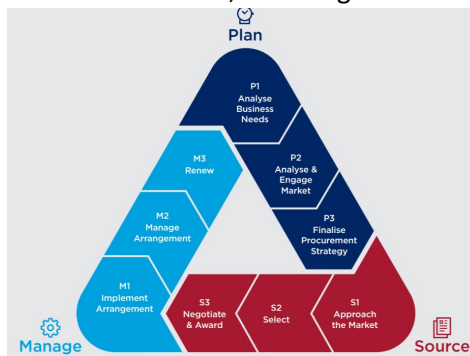 Plan
P1
Analyse
Business
Needs
P2
Analyse &
Engage
Market
P3
Finalise
Procurement
Strategy
M3
Renew
M2
Manage
Arrangement
M1
Implement
Arrangement
S3
Negotiate
& Award
S2
Select
S1
Approach
the Market
Manage
Source